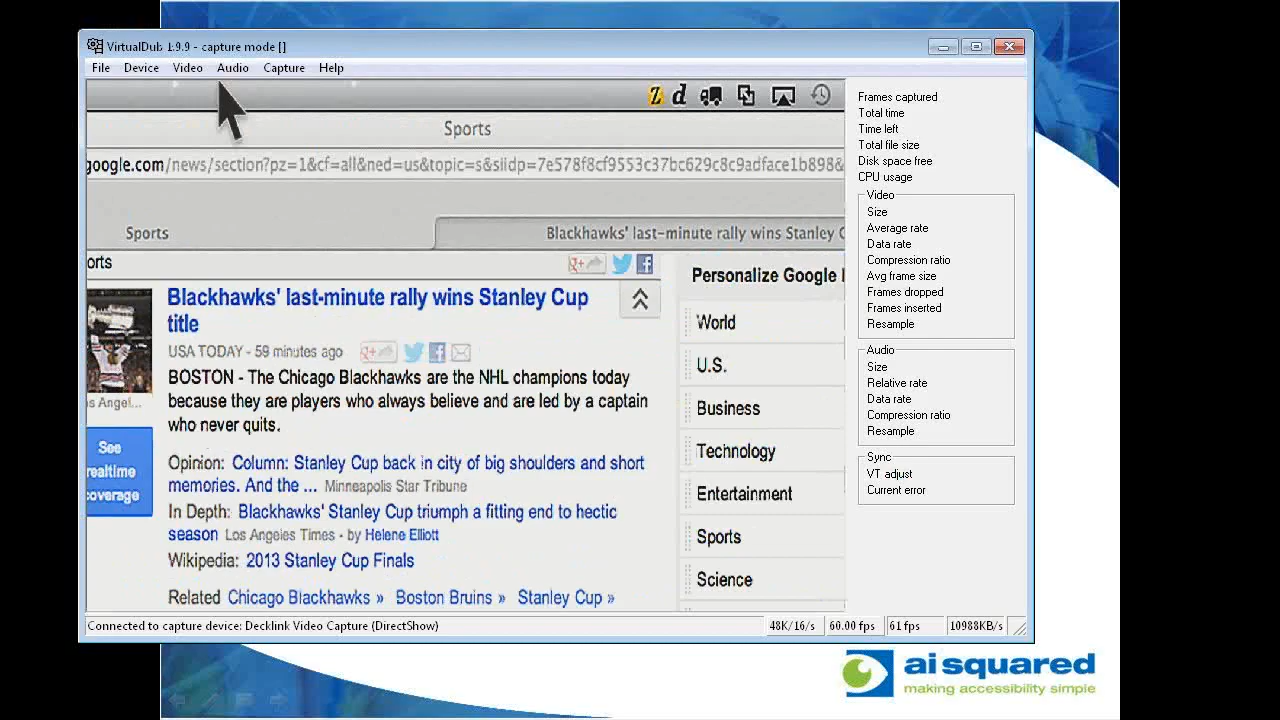 VirtualDub 1.9.9 - capture mode []
File Device Video Audio Capture Help
Sports
google.com/news/section?pz=1&cf=all&ned=us&topic=s&siidp=7e578f8cf9553c37bc629c8c9adface1b898&
Sports
Blackhawks' last-minute rally wins Stanley C
orts
Blackhawks' last-minute rally wins Stanley Cup
title
USA TODAY - 59 minutes ago
BOSTON - The Chicago Blackhawks are the NHL champions today
because they are players who always believe and are led by a captain
who never quits.
s Angel...
See
realtime
coverage
Opinion: Column: Stanley Cup back in city of big shoulders and short
memories. And the ... Minneapolis Star Tribune
In Depth: Blackhawks' Stanley Cup triumph a fitting end to hectic
season Los Angeles Times - by Helene Elliott
Wikipedia: 2013 Stanley Cup Finals
Related Chicago Blackhawks » Boston Bruins » Stanley Cup »
Personalize Google
World
U.S.
Business
Technology
Entertainment
Sports
Science
Frames captured
Total time
Time left
Total file size
Disk space free
CPU usage
Video
Size
Average rate
Data rate
Compression ratio
Avg frame size
Frames dropped
Frames inserted
Resample
Audio
Size
Relative rate
Data rate
Compression ratio
Resample
Sync
VT adjust
Current error
Connected to capture device: Decklink Video Capture (DirectShow)
48K/16/s 60.00 fps 61 fps 10988KB/s
ai squared
making accessibility simple